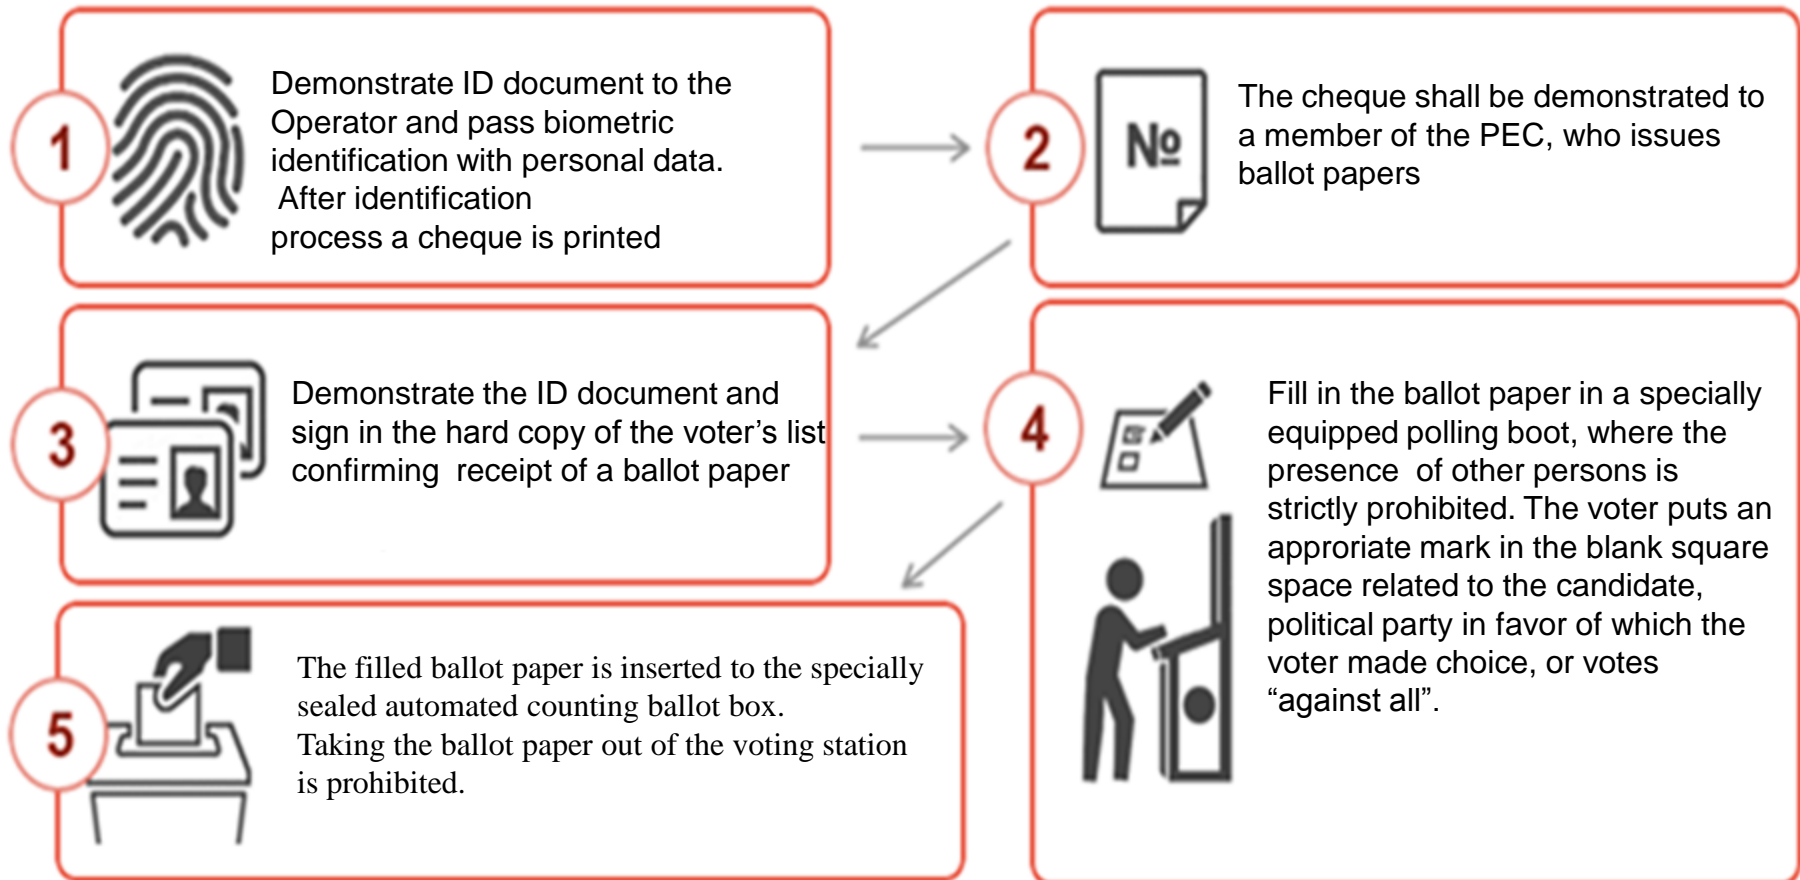 1
Demonstrate ID document to the
Operator and pass biometric
identification with personal data.
After identification
process a cheque is printed
2
№
The cheque shall be demonstrated to
a member of the PEC, who issues
ballot papers
3
Demonstrate the ID document and
sign in the hard copy of the voter’s list
confirming receipt of a ballot paper
4
Fill in the ballot paper in a specially
equipped polling boot, where the
presence of other persons is
strictly prohibited. The voter puts an
approriate mark in the blank square
space related to the candidate,
political party in favor of which the
voter made choice, or votes
“against all”.
5
The filled ballot paper is inserted to the specially
sealed automated counting ballot box.
Taking the ballot paper out of the voting station
is prohibited.